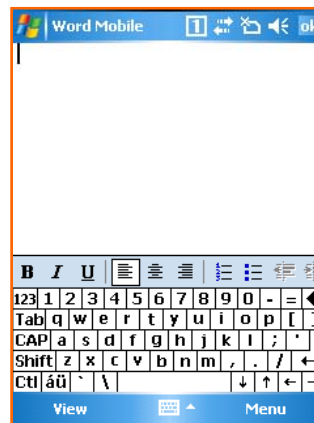 Word Mobile 1 ok
B I U
123 1 2 3 4 5 6 7 8 9 0 - =
Tab q w e r t y u i o p [ ]
CAP a s d f g h j k l ; '
Shift z x c v b n m , . / ←
Ctl áü ` \ ↓ ↑ ← →
View Menu